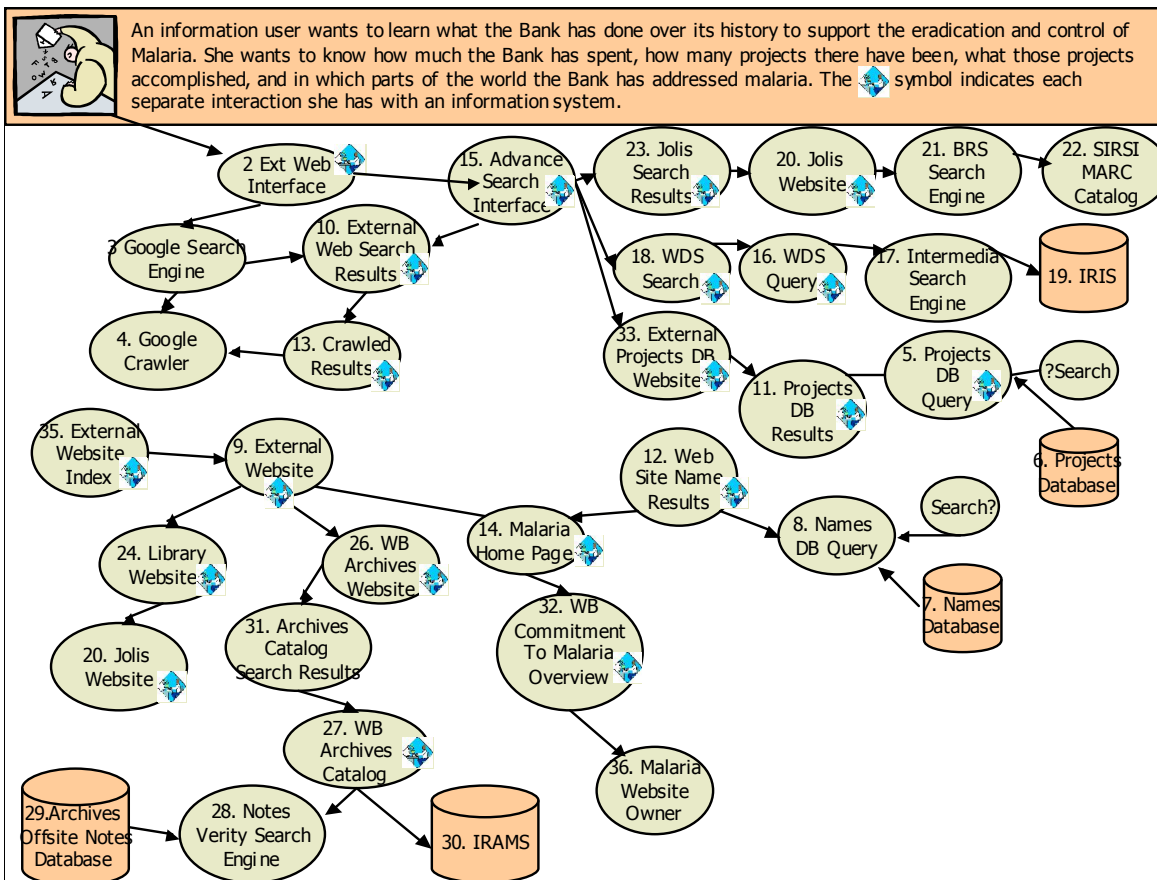 An information user wants to learn what the Bank has done over its history to support the eradication and control of
Malaria. She wants to know how much the Bank has spent, how many projects there have been, what those projects
accomplished, and in which parts of the world the Bank has addressed malaria. The symbol indicates each
separate interaction she has with an information system.
2 Ext Web
Interface
15. Advance
Search
Interface
23. Jolis
Search
Results
20. Jolis
Website
21. BRS
Search
Engine
22. SIRSI
MARC
Catalog
3 Google Search
Engine
10. External
Web Search
Results
18. WDS
Search
16. WDS
Query
17. Intermedia
Search
Engine
19. IRIS
4. Google
Crawler
13. Crawled
Results
33. External
Projects DB
Website
11. Projects
DB
Results
5. Projects
DB
Query
?Search
6. Projects
Database
35. External
Website
Index
9. External
Website
12. Web
Site Name
Results
14. Malaria
Home Page
8. Names
DB Query
Search?
7. Names
Database
24. Library
Website
26. WB
Archives
Website
20. Jolis
Website
31. Archives
Catalog
Search Results
32. WB
Commitment
To Malaria
Overview
27. WB
Archives
Catalog
36. Malaria
Website
Owner
29.Archives
Offsite Notes
Database
28. Notes
Verity Search
Engine
30. IRAMS